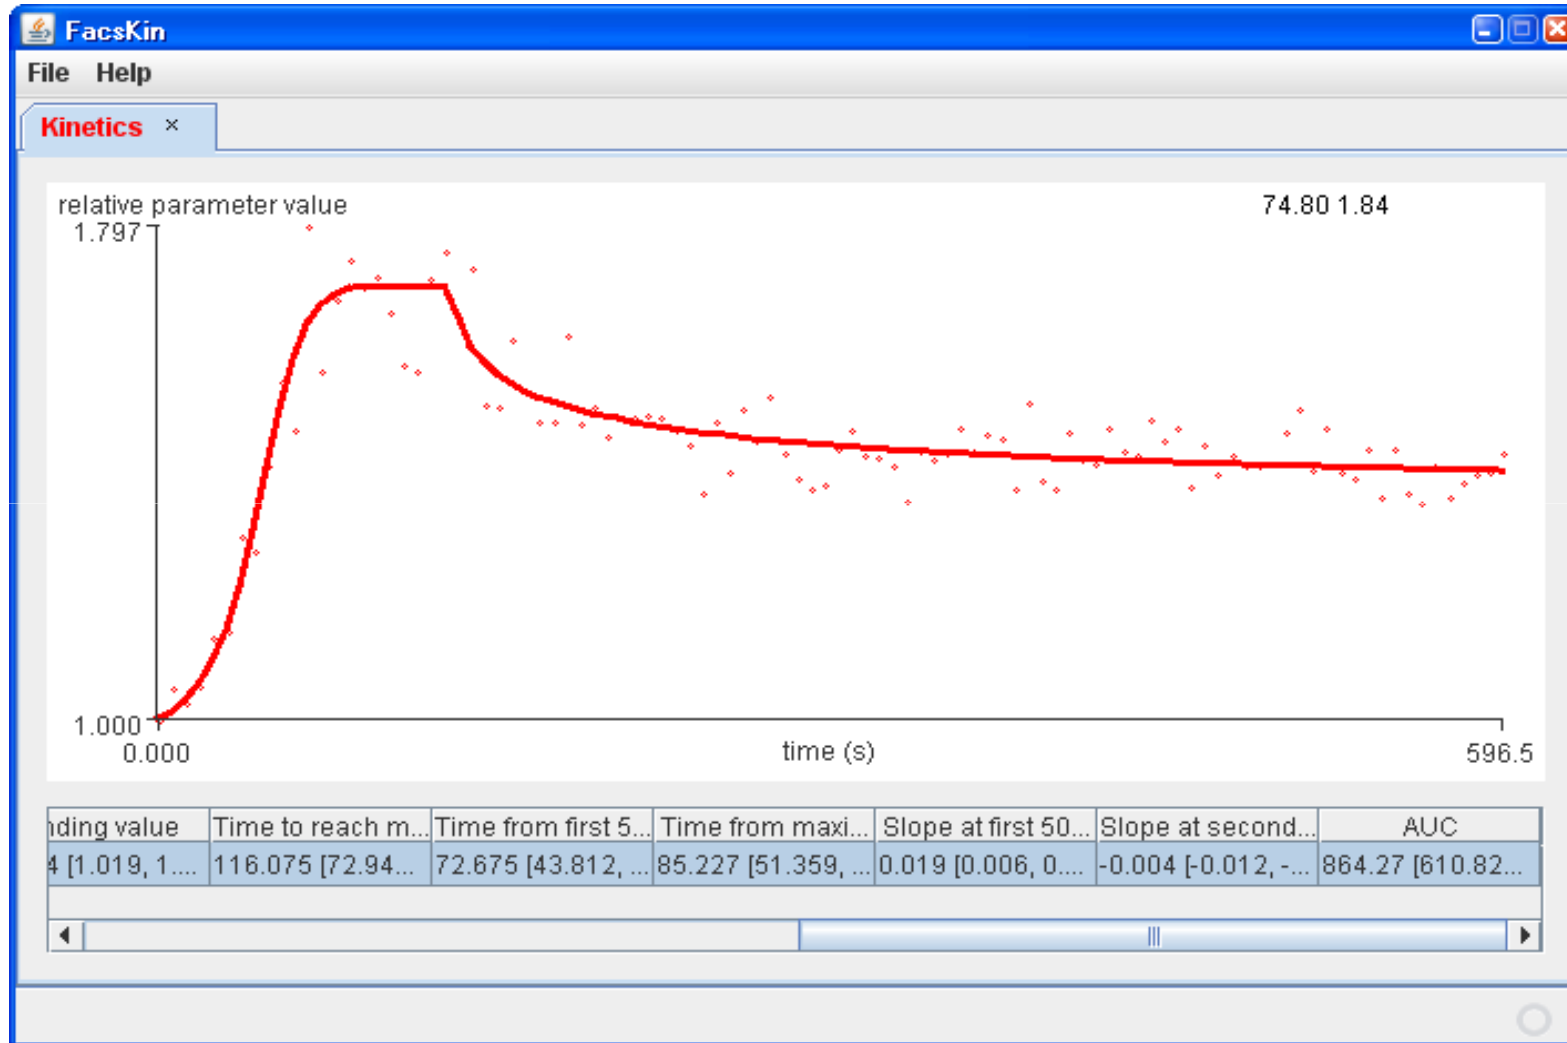 FacsKin
File Help
Kinetics ×
relative parameter value
74.80 1.84
1.797
1.000
0.000
time (s)
596.5
nding value Time to reach m... Time from first 5... Time from maxi... Slope at first 50... Slope at second... AUC
4 [1.019, 1.... 116.075 [72.94... 72.675 [43.812, ... 85.227 [51.359, ... 0.019 [0.006, 0.... -0.004 [-0.012, -... 864.27 [610.82...